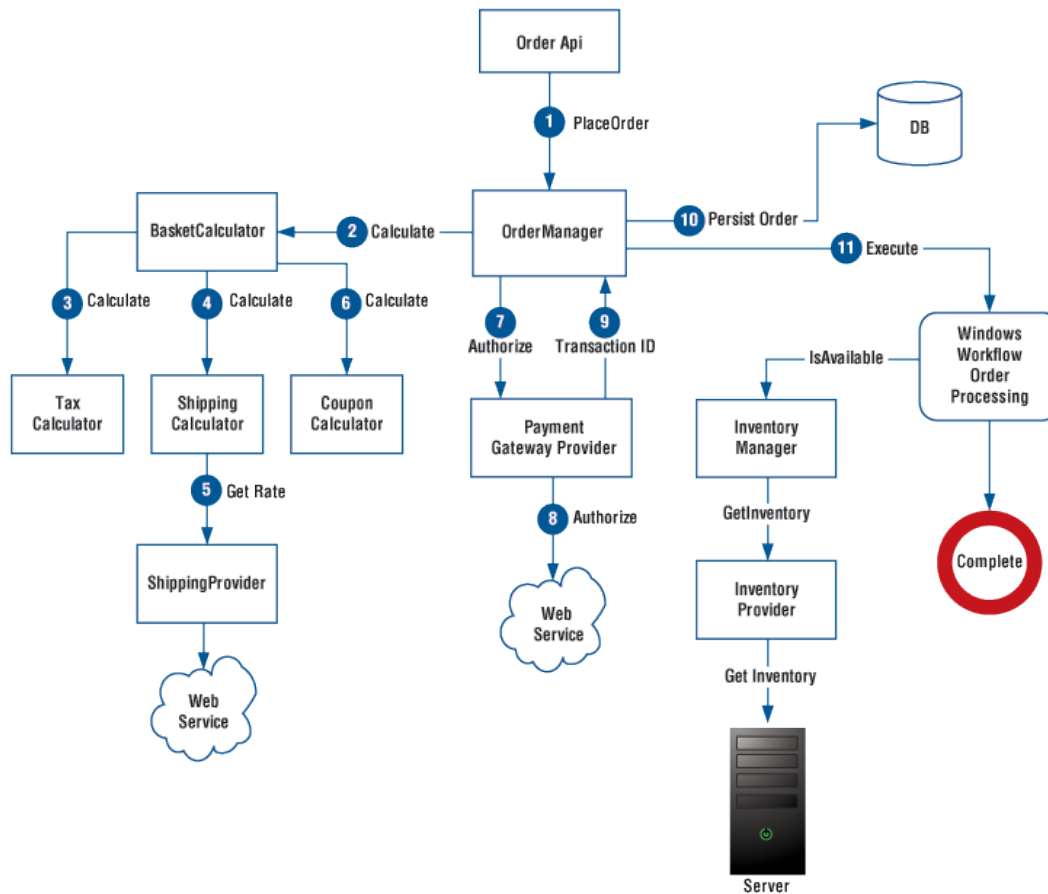 Order Api
1 PlaceOrder
DB
BasketCalculator
2 Calculate
OrderManager
10 Persist Order
11 Execute
3 Calculate
4 Calculate
6 Calculate
7
Authorize
9
Transaction ID
Windows
Workflow
Order
Processing
IsAvailable
Tax
Calculator
Shipping
Calculator
Coupon
Calculator
Payment
Gateway Provider
Inventory
Manager
5 Get Rate
8 Authorize
GetInventory
Complete
ShippingProvider
Web
Service
Inventory
Provider
Get Inventory
Web
Service
Server